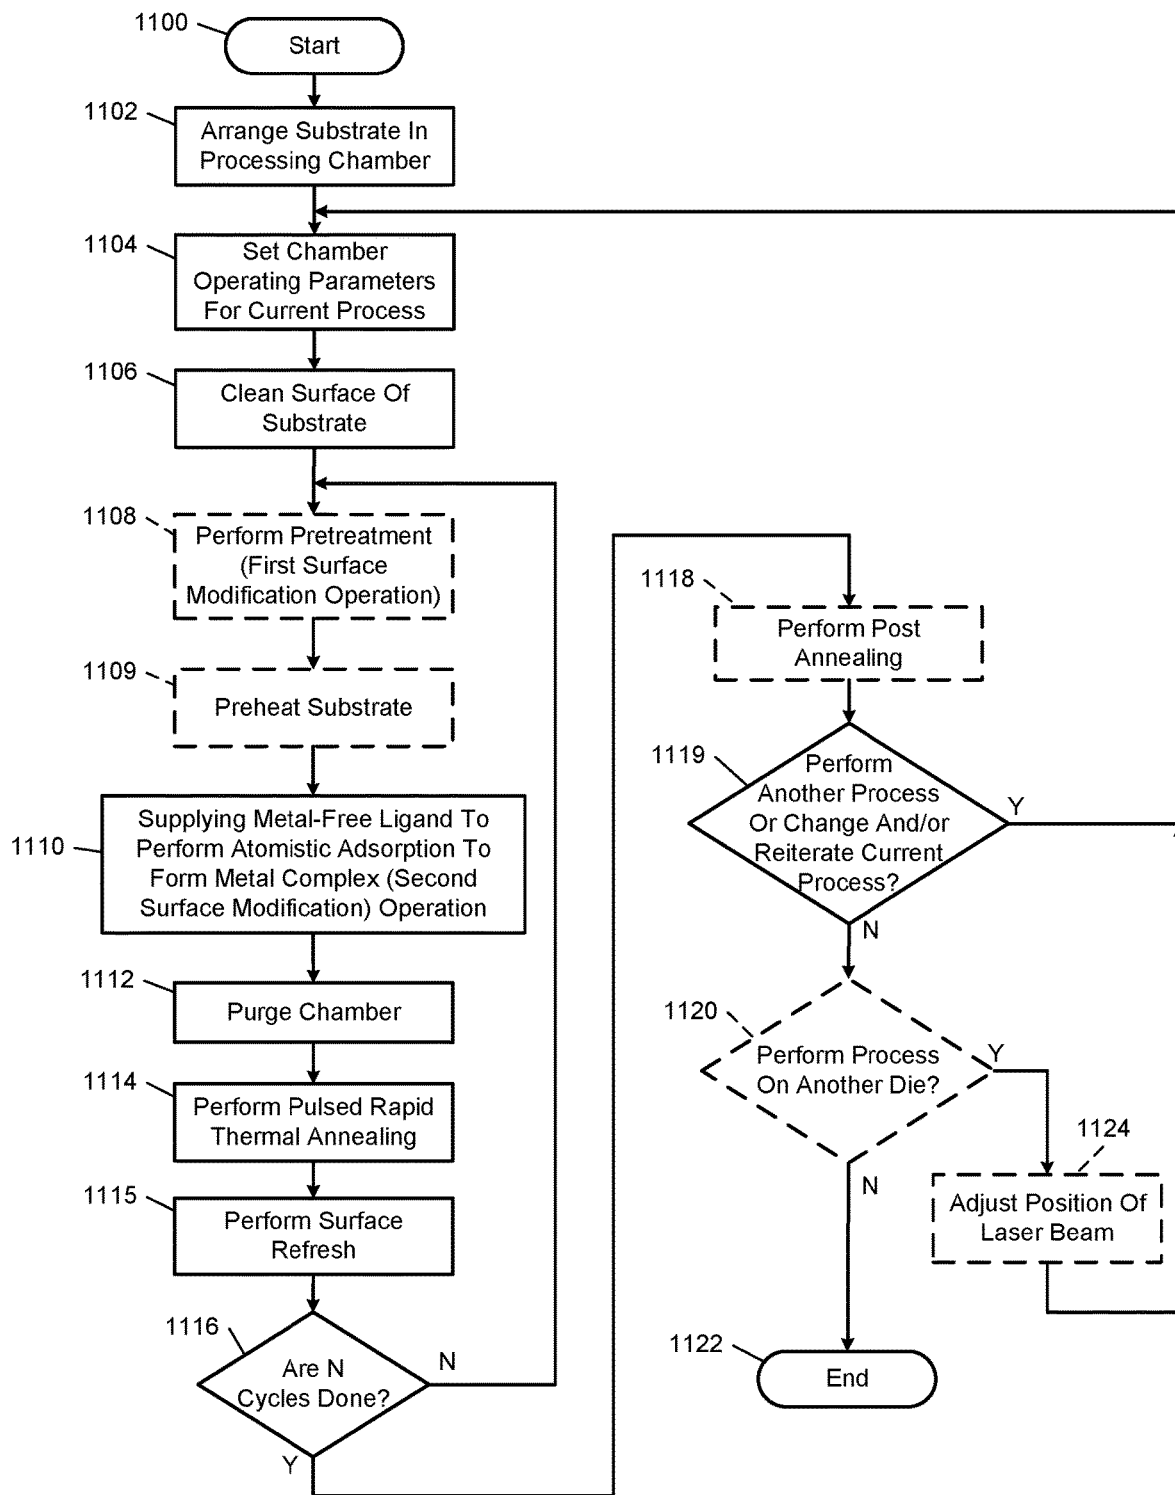 1100
Start
1102
Arrange Substrate In
Processing Chamber
1104
Set Chamber
Operating Parameters
For Current Process
1106
Clean Surface Of
Substrate
1108
Perform Pretreatment
(First Surface
Modification Operation)
1109
Preheat Substrate
1110
Supplying Metal-Free Ligand To
Perform Atomistic Adsorption To
Form Metal Complex (Second
Surface Modification) Operation
1112
Purge Chamber
1114
Perform Pulsed Rapid
Thermal Annealing
1115
Perform Surface
Refresh
1116
Are N
Cycles Done?
N
Y
1118
Perform Post
Annealing
1119
Perform
Another Process
Or Change And/or
Reiterate Current
Process?
Y
N
1120
Perform Process
On Another Die?
Y
N
1124
Adjust Position Of
Laser Beam
1122
End